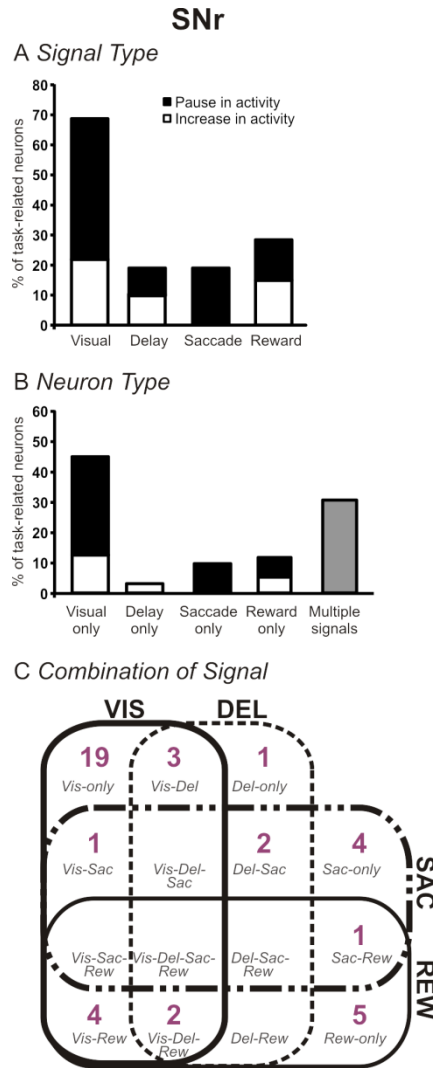 SNr
A Signal Type
80
70
60
50
40
30
20
10
0
% of task-related neurons
Pause in activity
Increase in activity
Visual Delay Saccade Reward
B Neuron Type
60
50
40
30
20
10
0
% of task-related neurons
Visual only Delay only Saccade only Reward only Multiple signals
C Combination of Signal
VIS DEL
19 3 1
Vis-only Vis-Del Del-only
1 2 4
Vis-Sac Vis-Del-Sac Del-Sac Sac-only
SAC
1
Vis-Sac-Rew Vis-Del-Sac-Rew Del-Sac-Rew Sac-Rew
REW
4 2 5
Vis-Rew Vis-Del-Rew Del-Rew Rew-only